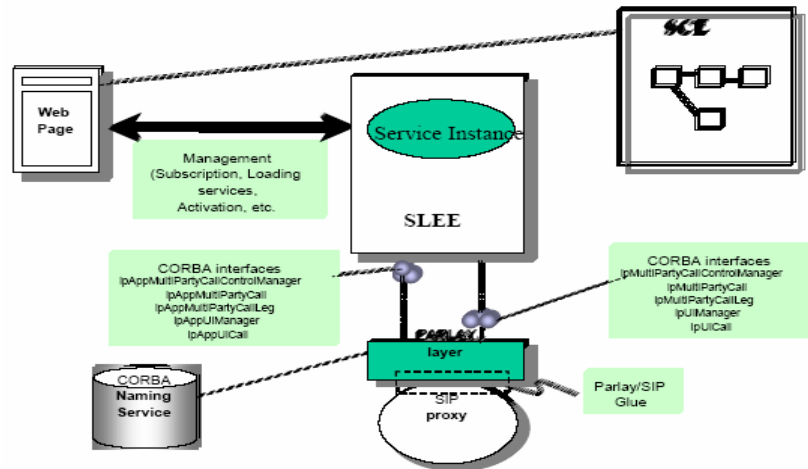 SCE
Web
Page
Service Instance
Management
(Subscription, Loading
services,
Activation, etc.
SLEE
CORBA interfaces
IpAppMultiPartyCallControlManager
IpAppMultiPartyCall
IpAppMultiPartyCallLeg
IpAppUIManager
IpAppUICall
CORBA interfaces
IpMultiPartyCallControlManager
IpMultiPartyCall
IpMultiPartyCallLeg
IpUIManager
IpUICall
PARLAY
layer
CORBA
Naming
Service
SIP
proxy
Parlay/SIP
Glue